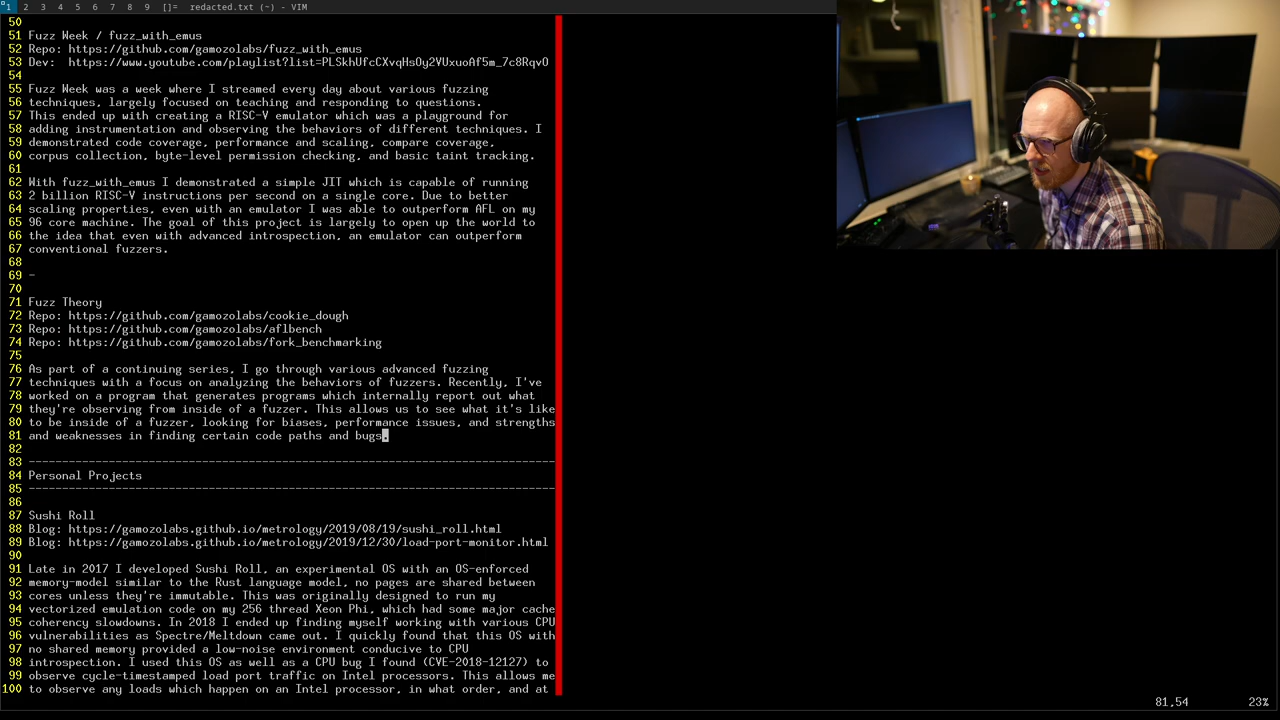 1 2 3 4 5 6 7 8 9 []= redacted.txt (~) - VIM
50
51 Fuzz Week / fuzz_with_emus
52 Repo: https://github.com/gamozolabs/fuzz_with_emus
53 Dev:  https://www.youtube.com/playlist?list=PLSkhUfcCXvqHsOy2VUxuoAf5m_7c8RqvO
54
55 Fuzz Week was a week where I streamed every day about various fuzzing
56 techniques, largely focused on teaching and responding to questions.
57 This ended up with creating a RISC-V emulator which was a playground for
58 adding instrumentation and observing the behaviors of different techniques. I
59 demonstrated code coverage, performance and scaling, compare coverage,
60 corpus collection, byte-level permission checking, and basic taint tracking.
61
62 With fuzz_with_emus I demonstrated a simple JIT which is capable of running
63 2 billion RISC-V instructions per second on a single core. Due to better
64 scaling properties, even with an emulator I was able to outperform AFL on my
65 96 core machine. The goal of this project is largely to open up the world to
66 the idea that even with advanced introspection, an emulator can outperform
67 conventional fuzzers.
68
69 -
70
71 Fuzz Theory
72 Repo: https://github.com/gamozolabs/cookie_dough
73 Repo: https://github.com/gamozolabs/aflbench
74 Repo: https://github.com/gamozolabs/fork_benchmarking
75
76 As part of a continuing series, I go through various advanced fuzzing
77 techniques with a focus on analyzing the behaviors of fuzzers. Recently, I've
78 worked on a program that generates programs which internally report out what
79 they're observing from inside of a fuzzer. This allows us to see what it's like
80 to be inside of a fuzzer, looking for biases, performance issues, and strengths
81 and weaknesses in finding certain code paths and bugs.
82
83 -------------------------------------------------------------------------------
84 Personal Projects
85 -------------------------------------------------------------------------------
86
87 Sushi Roll
88 Blog: https://gamozolabs.github.io/metrology/2019/08/19/sushi_roll.html
89 Blog: https://gamozolabs.github.io/metrology/2019/12/30/load-port-monitor.html
90
91 Late in 2017 I developed Sushi Roll, an experimental OS with an OS-enforced
92 memory-model similar to the Rust language model, no pages are shared between
93 cores unless they're immutable. This was originally designed to run my
94 vectorized emulation code on my 256 thread Xeon Phi, which had some major cache
95 coherency slowdowns. In 2018 I ended up finding myself working with various CPU
96 vulnerabilities as Spectre/Meltdown came out. I quickly found that this OS with
97 no shared memory provided a low-noise environment conducive to CPU
98 introspection. I used this OS as well as a CPU bug I found (CVE-2018-12127) to
99 observe cycle-timestamped load port traffic on Intel processors. This allows me
100 to observe any loads which happen on an Intel processor, in what order, and at
81,54 23%